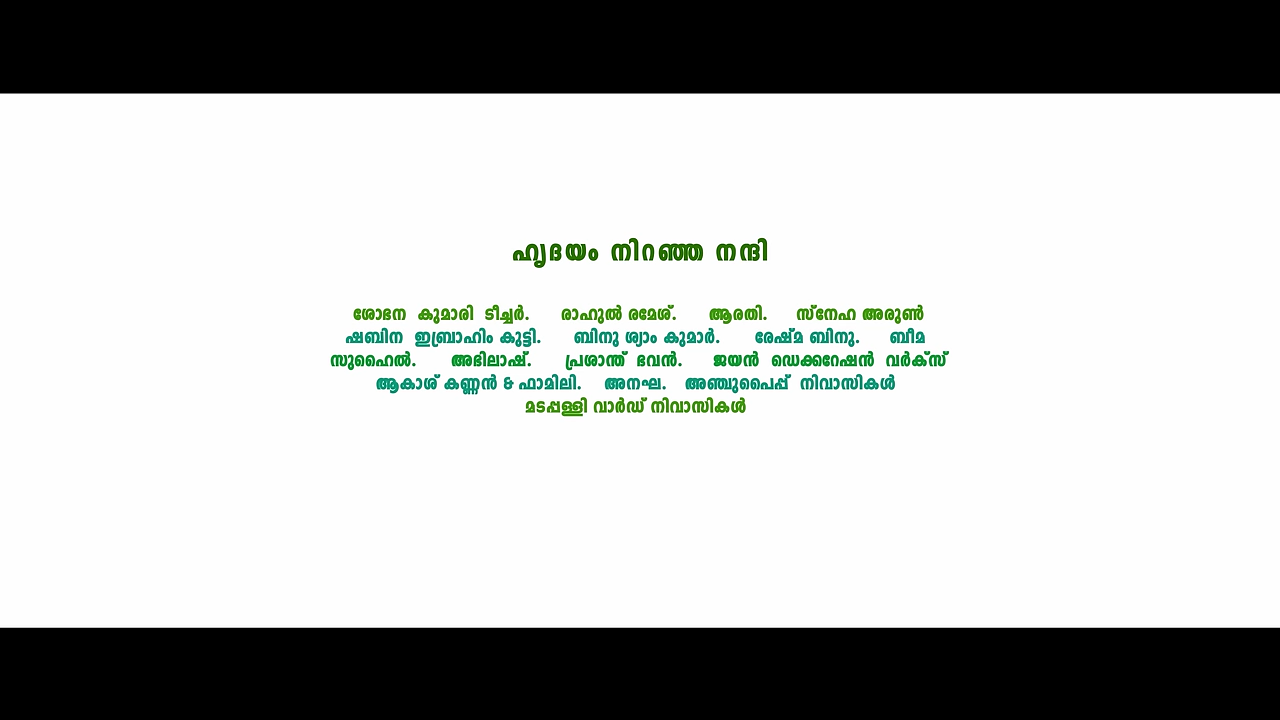 ഹൃദയം നിറഞ്ഞ നന്ദി
ശോഭന കുമാരി ടീച്ചർ. രാഹുൽ രമേശ്. ആരതി. സ്നേഹ അരുൺ
ഷബിന ഇബ്രാഹിം കുട്ടി. ബിനു ശ്യാം കുമാർ. രേഷ്മ ബിനു. ബീമ
സുഹൈൽ. അഭിലാഷ്. പ്രശാന്ത് ഭവൻ. ജയൻ ഡെക്കറേഷൻ വർക്സ്
ആകാശ് കണ്ണൻ & ഫാമിലി. അനഘ. അഞ്ചുപൈപ്പ് നിവാസികൾ
മടപ്പള്ളി വാർഡ് നിവാസികൾ